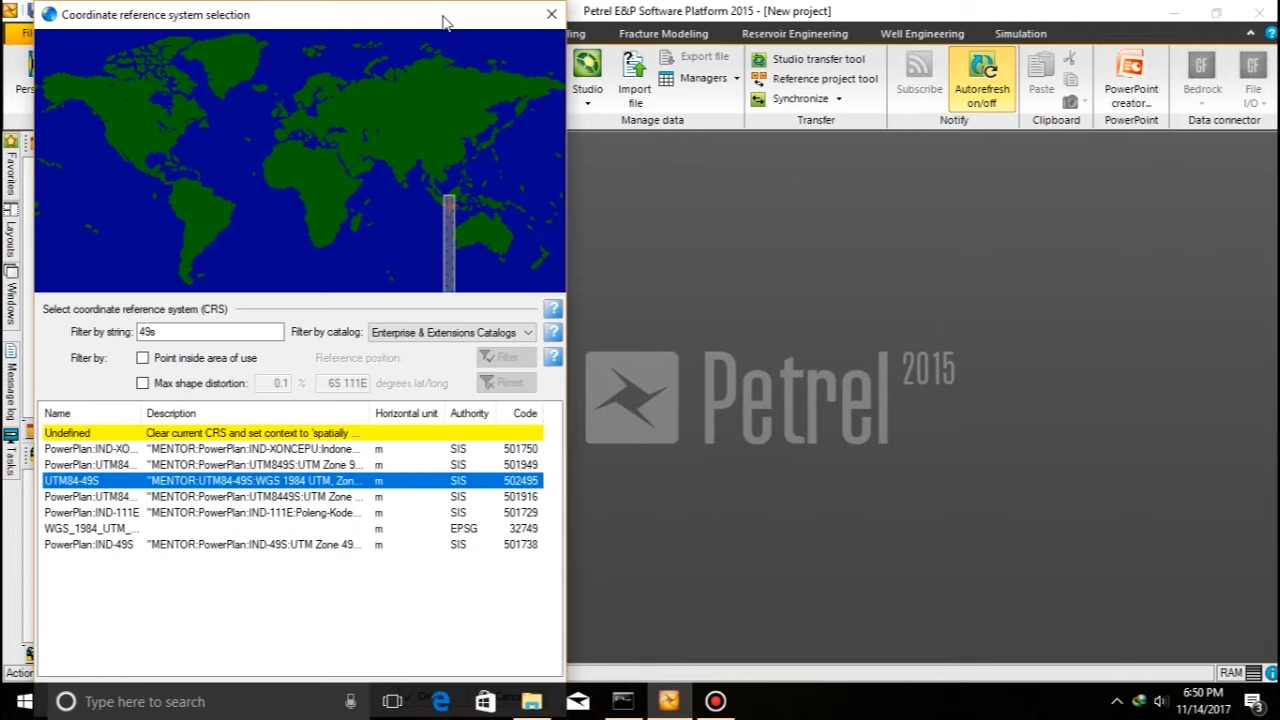 Coordinate reference system selection
Petrel E&P Software Platform 2015 - [New project]
Fil
ling
Fracture Modeling
Reservoir Engineering
Well Engineering
Simulation
Pers
Studio
Import file
Export file
Managers
Studio transfer tool
Reference project tool
Synchronize
Subscribe
Autorefresh on/off
Paste
PowerPoint creator...
Bedrock
File I/O
Manage data
Transfer
Notify
Clipboard
PowerPoint
Data connector
Favorites
Layouts
Windows
Message log
Tasks
Select coordinate reference system (CRS)
Filter by string: 49s Filter by catalog: Enterprise & Extensions Catalogs
Filter by: Point inside area of use Reference position: Filter
Max shape distortion: 0.1 % 6S 111E degrees lat/long Reset
Name Description Horizontal unit Authority Code
Undefined Clear current CRS and set context to 'spatially ...
PowerPlan:IND-XO... "MENTOR:PowerPlan:IND-XONCEPU:Indone... m SIS 501750
PowerPlan:UTM84... "MENTOR:PowerPlan:UTM849S:UTM Zone 9... m SIS 501949
UTM84-49S "MENTOR:UTM84-49S:WGS 1984 UTM, Zon... m SIS 502495
PowerPlan:UTM84... "MENTOR:PowerPlan:UTM8449S:UTM Zone ... m SIS 501916
PowerPlan:IND-111E "MENTOR:PowerPlan:IND-111E:Poleng-Kode... m SIS 501729
WGS_1984_UTM_... m EPSG 32749
PowerPlan:IND-49S "MENTOR:PowerPlan:IND-49S:UTM Zone 49... m SIS 501738
Petrel 2015
Action
RAM
Type here to search
6:50 PM
11/14/2017
3